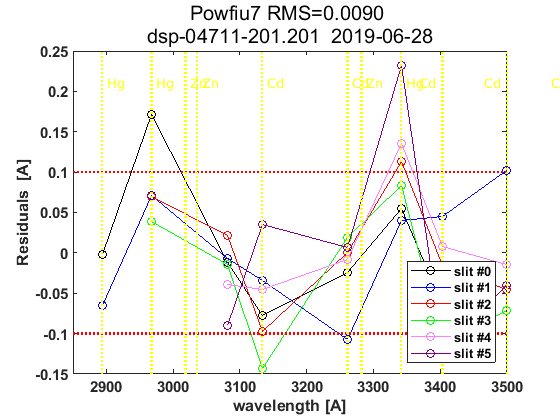 Powfiu7 RMS=0.0090
dsp-04711-201.201 2019-06-28
0.25
0.2
0.15
0.1
0.05
0
-0.05
-0.1
-0.15
Residuals [A]
Hg
Hg
Zn
Zn
Cd
Cd
Zn
Hg
Cd
Cd
C
slit #0
slit #1
slit #2
slit #3
slit #4
slit #5
2900
3000
3100
3200
3300
3400
3500
wavelength [A]